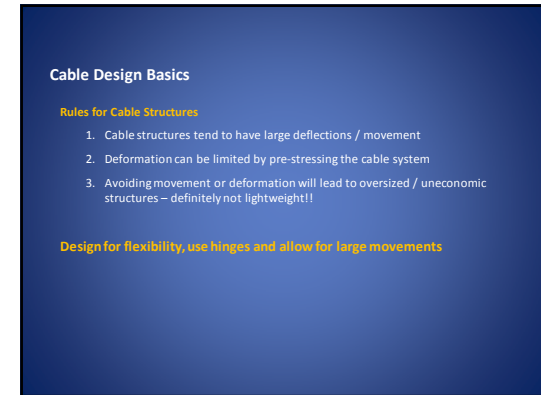 Cable Design Basics
Rules for Cable Structures
1. Cable structures tend to have large deflections / movement
2. Deformation can be limited by pre-stressing the cable system
3. Avoiding movement or deformation will lead to oversized / uneconomic
structures – definitely not lightweight!!
Design for flexibility, use hinges and allow for large movements